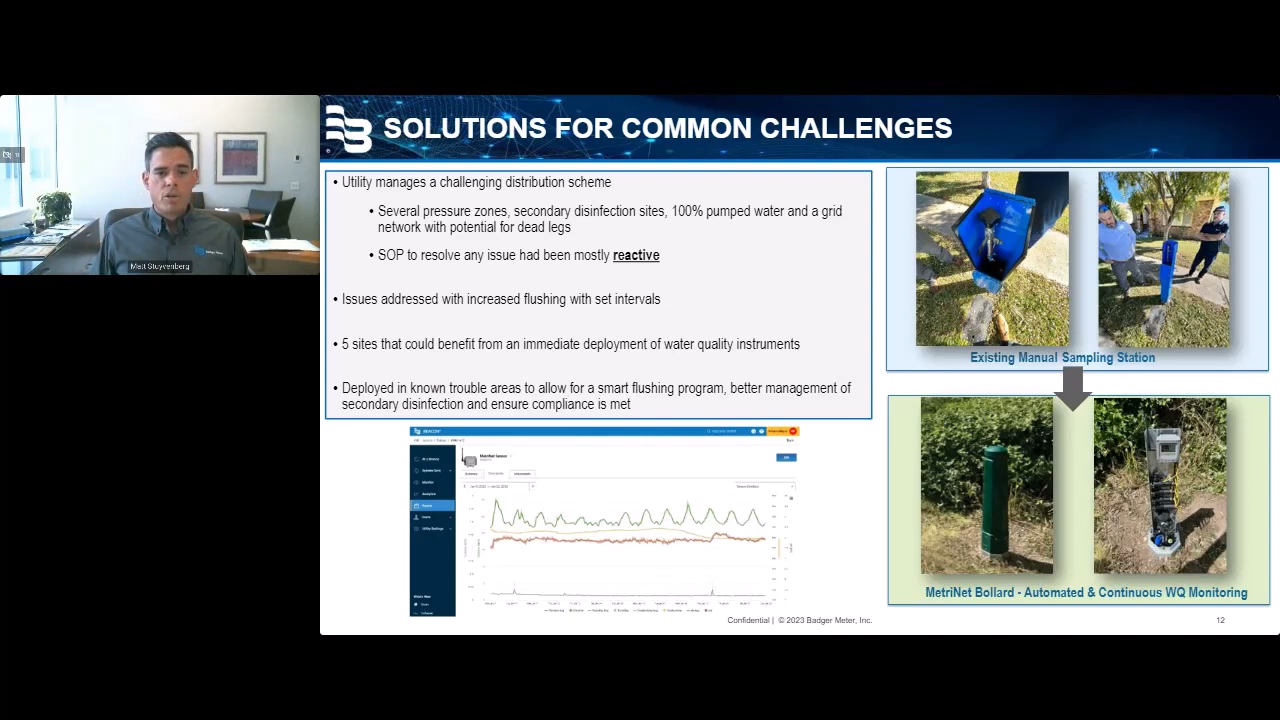 SOLUTIONS FOR COMMON CHALLENGES
• Utility manages a challenging distribution scheme
• Several pressure zones, secondary disinfection sites, 100% pumped water and a grid
network with potential for dead legs
• SOP to resolve any issue had been mostly reactive
• Issues addressed with increased flushing with set intervals
• 5 sites that could benefit from an immediate deployment of water quality instruments
• Deployed in known trouble areas to allow for a smart flushing program, better management of
secondary disinfection and ensure compliance is met
Existing Manual Sampling Station
MetriNet Bollard - Automated & Continuous WQ Monitoring
Matt Stuyvenberg
Badger Meter
BEACON
Confidential | © 2023 Badger Meter, Inc.
12